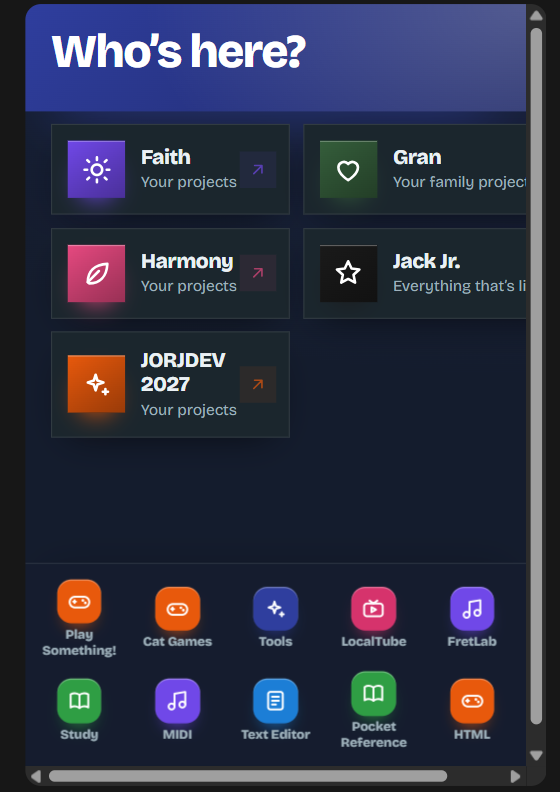 Who's here?
Faith
Your projects
Gran
Your family project
Harmony
Your projects
Jack Jr.
Everything that's li
JORJDEV
2027
Your projects
Play
Something!
Cat Games
Tools
LocalTube
FretLab
Study
MIDI
Text Editor
Pocket
Reference
HTML